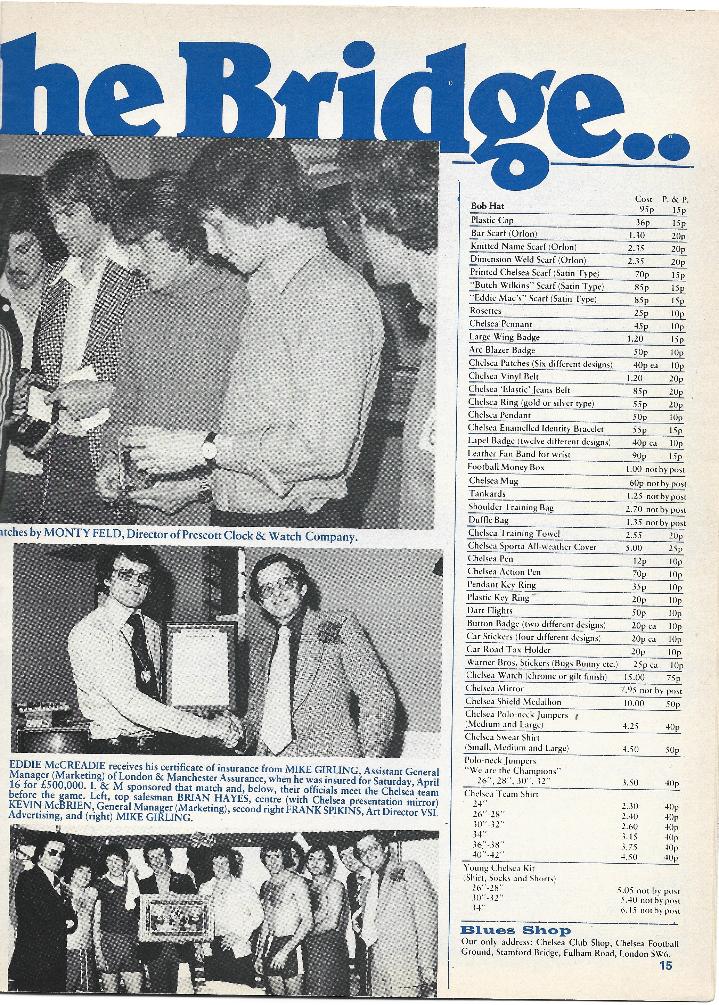 he Bridge..
atches by MONTY FELD, Director of Prescott Clock & Watch Company.
EDDIE McCREADIE receives his certificate of insurance from MIKE GIRLING, Assistant General
Manager (Marketing) of London & Manchester Assurance, when he was insured for Saturday, April
16 for £500,000. L & M sponsored that match and, below, their officials meet the Chelsea team
before the game. Left, top salesman BRIAN HAYES, centre (with Chelsea presentation mirror)
KEVIN McBRIEN, General Manager (Marketing), second right FRANK SPIKINS, Art Director VSL
Advertising, and (right) MIKE GIRLING.
Cost P. & P.
Bob Hat 95p 15p
Plastic Cap 36p 15p
Bar Scarf (Orlon) 1.30 20p
Knitted Name Scarf (Orlon) 2.35 20p
Dimension Weld Scarf (Orlon) 2.35 20p
Printed Chelsea Scarf (Satin Type) 70p 15p
"Butch Wilkins" Scarf (Satin Type) 85p 15p
"Eddie Mac's" Scarf (Satin Type) 85p 15p
Rosettes 25p 10p
Chelsea Pennant 45p 10p
Large Wing Badge 1.20 15p
Arc Blazer Badge 50p 10p
Chelsea Patches (Six different designs) 40p ea 10p
Chelsea Vinyl Belt 1.20 20p
Chelsea 'Elastic' Jeans Belt 85p 20p
Chelsea Ring (gold or silver type) 55p 20p
Chelsea Pendant 50p 10p
Chelsea Enamelled Identity Bracelet 55p 15p
Lapel Badge (twelve different designs) 40p ea 10p
Leather Fan Band for wrist 90p 15p
Football Money Box 1.00 not by post
Chelsea Mug 60p not by post
Tankards 1.25 not by post
Shoulder Training Bag 2.70 not by post
Duffle Bag 1.35 not by post
Chelsea Training Towel 2.55 20p
Chelsea Sporta All-weather Cover 5.00 25p
Chelsea Pen 12p 10p
Chelsea Action Pen 70p 10p
Pendant Key Ring 35p 10p
Plastic Key Ring 20p 10p
Dart Flights 50p 10p
Button Badge (two different designs) 20p ea 10p
Car Stickers (four different designs) 20p ea 10p
Car Road Tax Holder 20p 10p
Warner Bros. Stickers (Bugs Bunny etc.) 25p ea 10p
Chelsea Watch (chrome or gilt finish) 15.00 75p
Chelsea Mirror 7.95 not by post
Chelsea Shield Medallion 10.00 50p
Chelsea Polo-neck Jumpers
(Medium and Large) 4.25 40p
Chelsea Sweat Shirt
(Small, Medium and Large) 4.50 50p
Polo-neck Jumpers
"We are the Champions"
26", 28", 30", 32" 3.50 40p
Chelsea Team Shirt
24" 2.30 40p
26"-28" 2.40 40p
30"-32" 2.60 40p
34" 3.15 40p
36"-38" 3.75 40p
40"-42" 4.50 40p
Young Chelsea Kit
(Shirt, Socks and Shorts)
26"-28" 5.05 not by post
30"-32" 5.40 not by post
34" 6.15 not by post
Blues Shop
Our only address: Chelsea Club Shop, Chelsea Football
Ground, Stamford Bridge, Fulham Road, London SW6.
15